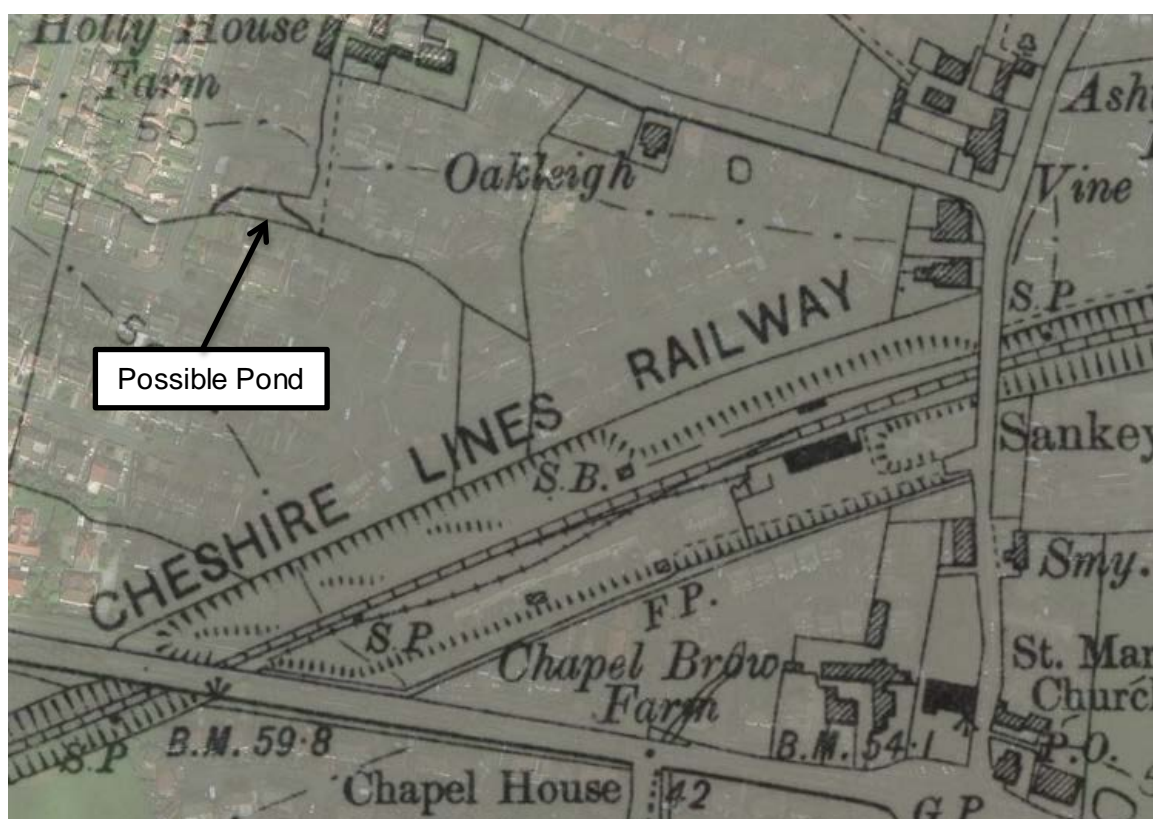 Holly House
Farm
50
Oakleigh
Ash
Vine
S.P.
Possible Pond
CHESHIRE LINES RAILWAY
S.B.
Sankey
S.P.
F.P.
Smy.
Chapel Brow
Farm
St. Mar
Church
S.P
B.M. 59·8
B.M. 54·1
P.O.
Chapel House
42
G.P